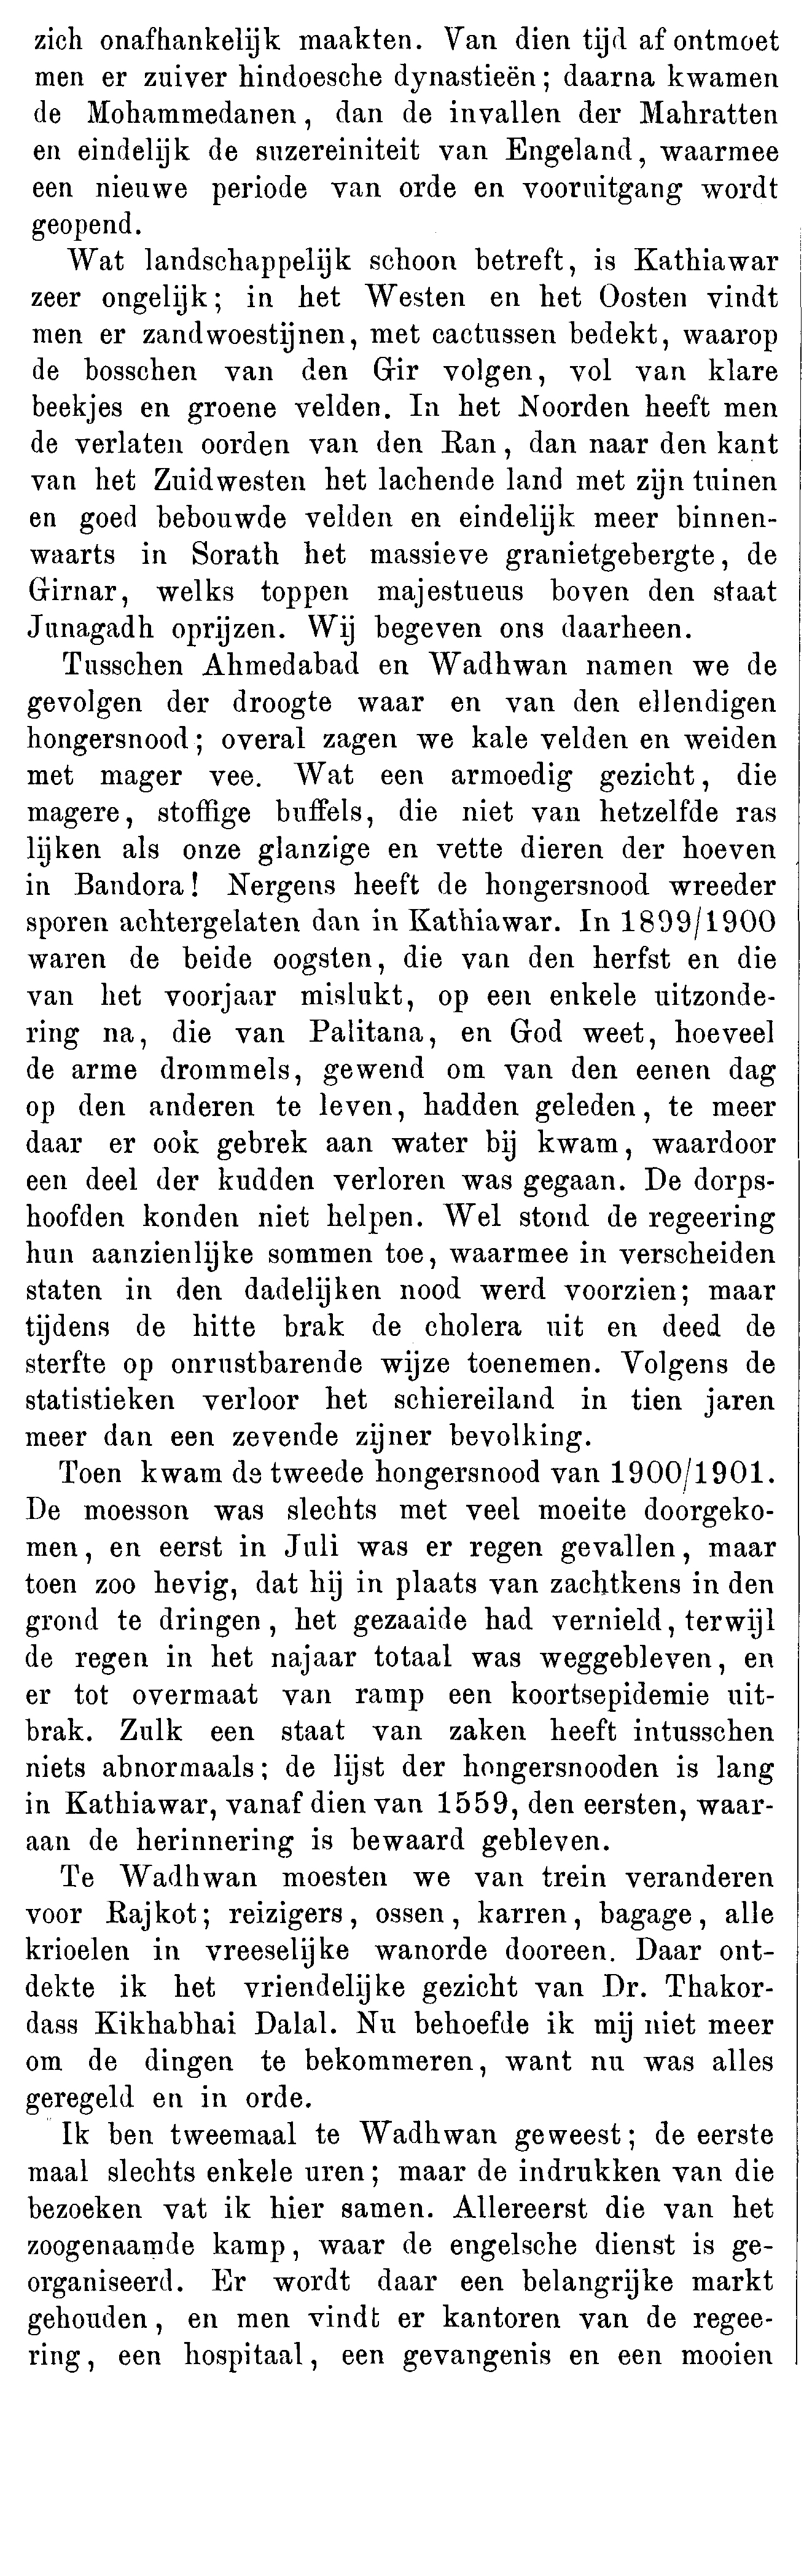 zich onafhankelijk maakten. Van dien tijd af ontmoet
men er zuiver hindoesche dynastieën; daarna kwamen
de Mohammedanen, dan de invallen der Mahratten
en eindelijk de suzereiniteit van Engeland, waarmee
een nieuwe periode van orde en vooruitgang wordt
geopend.
Wat landschappelijk schoon betreft, is Kathiawar
zeer ongelijk; in het Westen en het Oosten vindt
men er zandwoestijnen, met cactussen bedekt, waarop
de bosschen van den Gir volgen, vol van klare
beekjes en groene velden. In het Noorden heeft men
de verlaten oorden van den Ran, dan naar den kant
van het Zuidwesten het lachende land met zijn tuinen
en goed bebouwde velden en eindelijk meer binnen-
waarts in Sorath het massieve granietgebergte, de
Girnar, welks toppen majestueus boven den staat
Junagadh oprijzen. Wij begeven ons daarheen.
Tusschen Ahmedabad en Wadhwan namen we de
gevolgen der droogte waar en van den ellendigen
hongersnood; overal zagen we kale velden en weiden
met mager vee. Wat een armoedig gezicht, die
magere, stoffige buffels, die niet van hetzelfde ras
lijken als onze glanzige en vette dieren der hoeven
in Bandora! Nergens heeft de hongersnood wreeder
sporen achtergelaten dan in Kathiawar. In 1899/1900
waren de beide oogsten, die van den herfst en die
van het voorjaar mislukt, op een enkele uitzonde-
ring na, die van Palitana, en God weet, hoeveel
de arme drommels, gewend om van den eenen dag
op den anderen te leven, hadden geleden, te meer
daar er ook gebrek aan water bij kwam, waardoor
een deel der kudden verloren was gegaan. De dorps-
hoofden konden niet helpen. Wel stond de regeering
hun aanzienlijke sommen toe, waarmee in verscheiden
staten in den dadelijken nood werd voorzien; maar
tijdens de hitte brak de cholera uit en deed de
sterfte op onrustbarende wijze toenemen. Volgens de
statistieken verloor het schiereiland in tien jaren
meer dan een zevende zijner bevolking.
Toen kwam de tweede hongersnood van 1900/1901.
De moesson was slechts met veel moeite doorgeko-
men, en eerst in Juli was er regen gevallen, maar
toen zoo hevig, dat hij in plaats van zachtkens in den
grond te dringen, het gezaaide had vernield, terwijl
de regen in het najaar totaal was weggebleven, en
er tot overmaat van ramp een koortsepidemie uit-
brak. Zulk een staat van zaken heeft intusschen
niets abnormaals; de lijst der hongersnooden is lang
in Kathiawar, vanaf dien van 1559, den eersten, waar-
aan de herinnering is bewaard gebleven.
Te Wadhwan moesten we van trein veranderen
voor Rajkot; reizigers, ossen, karren, bagage, alle
krioelen in vreeselijke wanorde dooreen. Daar ont-
dekte ik het vriendelijke gezicht van Dr. Thakor-
dass Kikhabhai Dalal. Nu behoefde ik mij niet meer
om de dingen te bekommeren, want nu was alles
geregeld en in orde.
Ik ben tweemaal te Wadhwan geweest; de eerste
maal slechts enkele uren; maar de indrukken van die
bezoeken vat ik hier samen. Allereerst die van het
zoogenaamde kamp, waar de engelsche dienst is ge-
organiseerd. Er wordt daar een belangrijke markt
gehouden, en men vindt er kantoren van de regee-
ring, een hospitaal, een gevangenis en een mooien